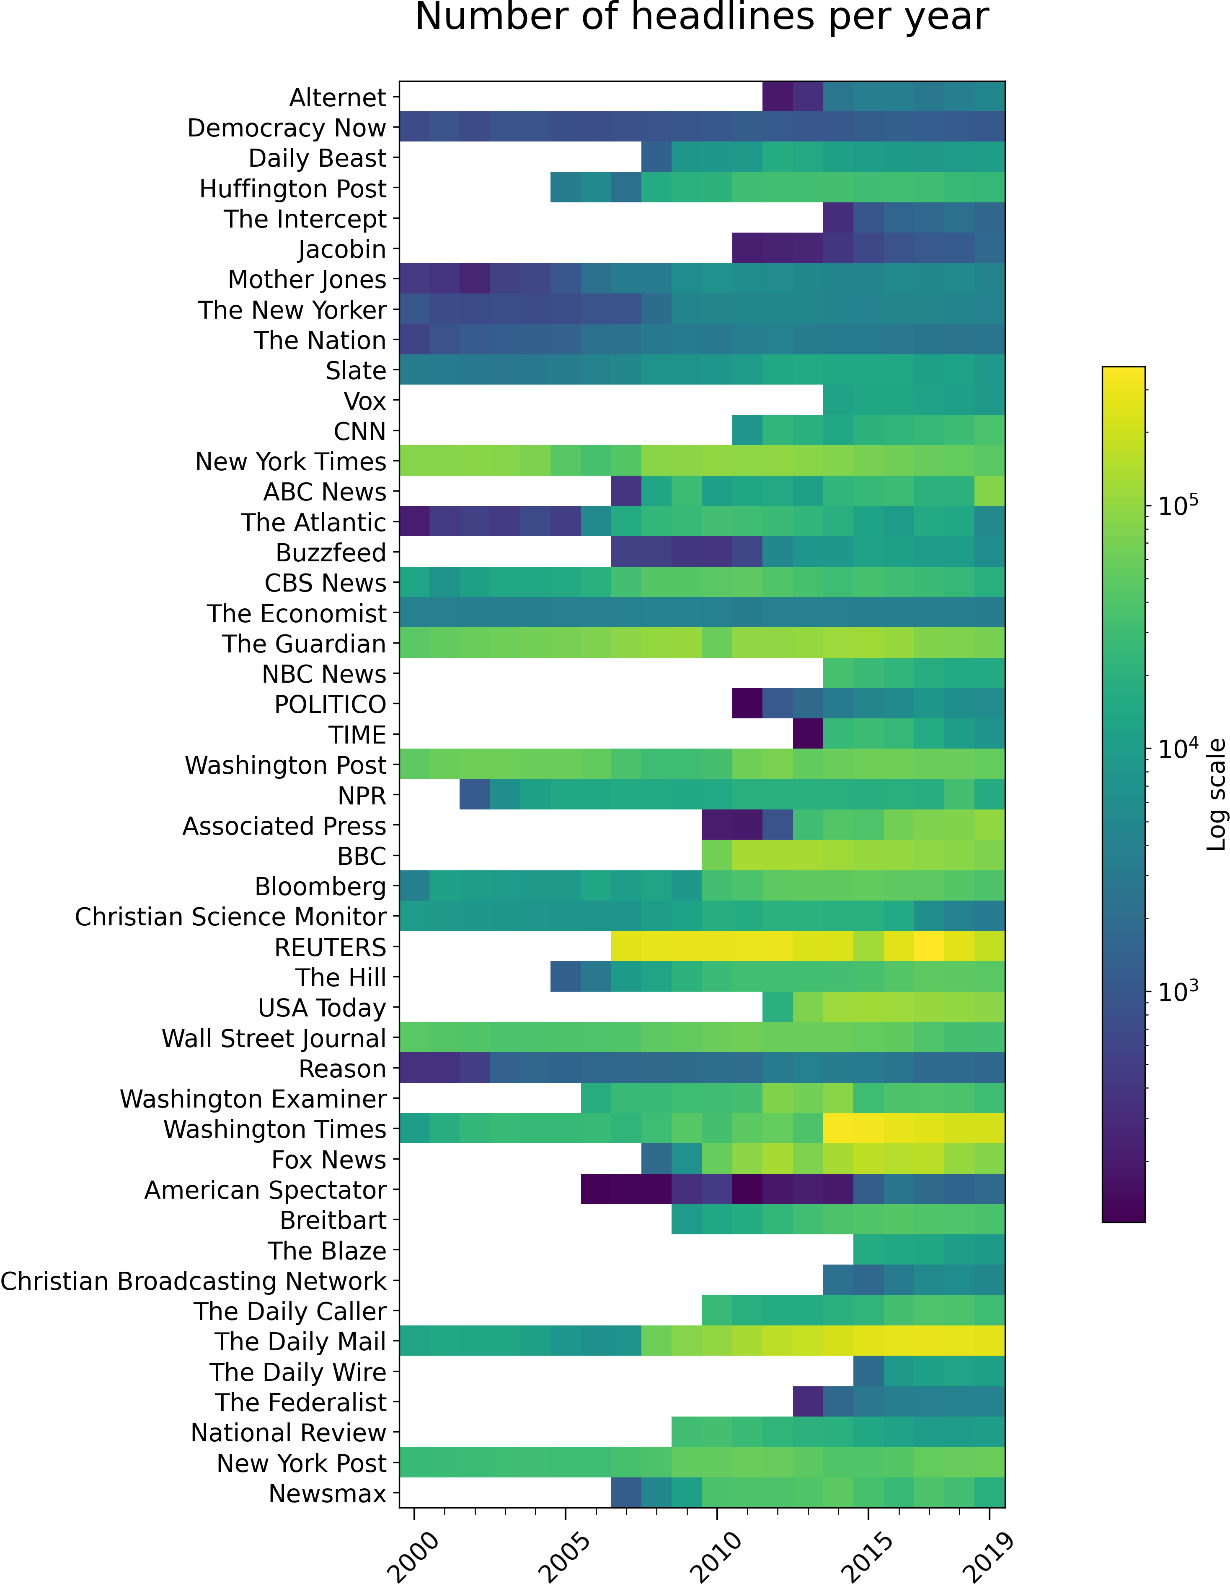 Number of headlines per year
Alternet
Democracy Now
Daily Beast
Huffington Post
The Intercept
Jacobin
Mother Jones
The New Yorker
The Nation
Slate
Vox
CNN
New York Times
ABC News
The Atlantic
Buzzfeed
CBS News
The Economist
The Guardian
NBC News
POLITICO
TIME
Washington Post
NPR
Associated Press
BBC
Bloomberg
Christian Science Monitor
REUTERS
The Hill
USA Today
Wall Street Journal
Reason
Washington Examiner
Washington Times
Fox News
American Spectator
Breitbart
The Blaze
Christian Broadcasting Network
The Daily Caller
The Daily Mail
The Daily Wire
The Federalist
National Review
New York Post
Newsmax
2000 2005 2010 2015 2019
10⁵
10⁴
10³
Log scale